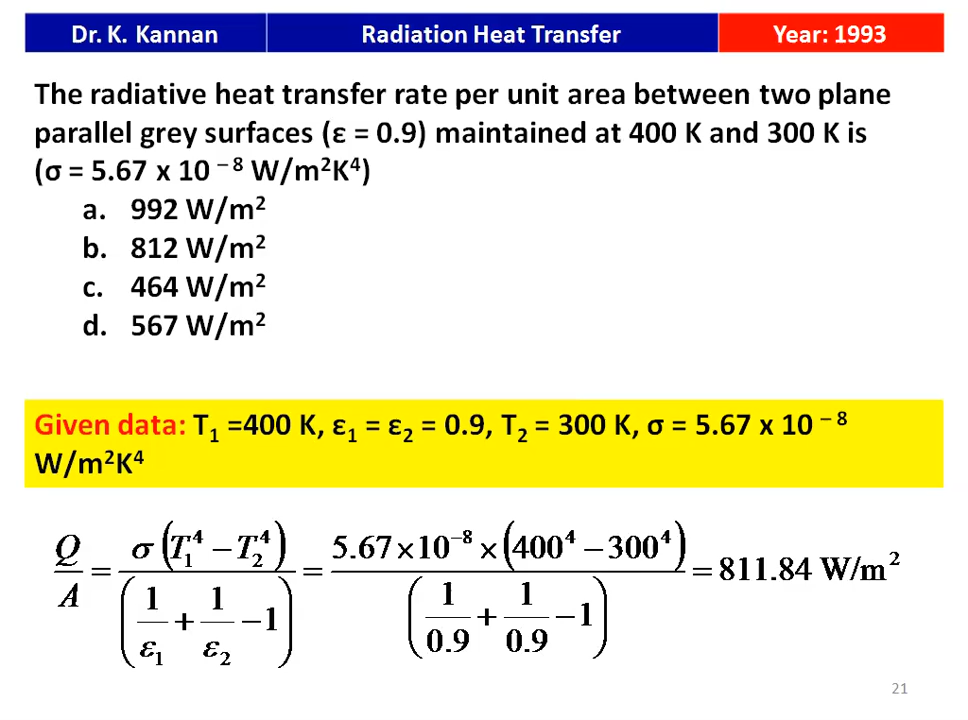 Dr. K. Kannan Radiation Heat Transfer Year: 1993
The radiative heat transfer rate per unit area between two plane
parallel grey surfaces (ε = 0.9) maintained at 400 K and 300 K is
(σ = 5.67 x 10 ⁻ ⁸ W/m²K⁴)
a. 992 W/m²
b. 812 W/m²
c. 464 W/m²
d. 567 W/m²
Given data: T₁ =400 K, ε₁ = ε₂ = 0.9, T₂ = 300 K, σ = 5.67 x 10 ⁻ ⁸
W/m²K⁴
Q/A = σ(T₁⁴ − T₂⁴) / (1/ε₁ + 1/ε₂ − 1) = 5.67×10⁻⁸ × (400⁴ − 300⁴) / (1/0.9 + 1/0.9 − 1) = 811.84 W/m²
21